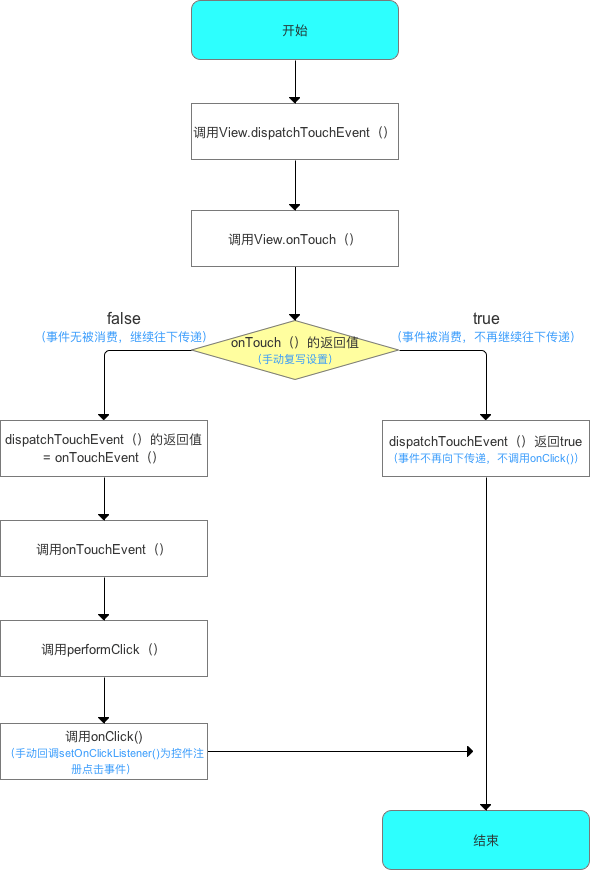 开始
调用View.dispatchTouchEvent（）
调用View.onTouch（）
false
（事件无被消费，继续往下传递）
true
（事件被消费，不再继续往下传递）
onTouch（）的返回值
（手动复写设置）
dispatchTouchEvent（）的返回值
= onTouchEvent（）
dispatchTouchEvent（）返回true
（事件不再向下传递，不调用onClick()）
调用onTouchEvent（）
调用performClick（）
调用onClick()
（手动回调setOnClickListener()为控件注
册点击事件）
结束